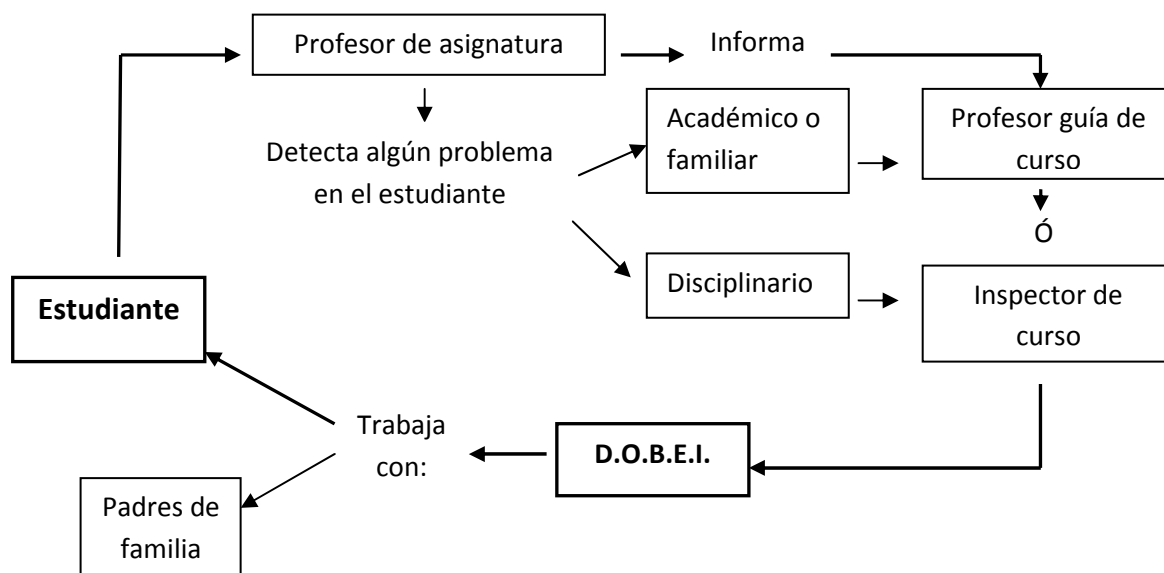 Profesor de asignatura
Informa
Detecta algún problema
en el estudiante
Académico o
familiar
Profesor guía de
curso
Ó
Disciplinario
Inspector de
curso
Estudiante
Trabaja
con:
D.O.B.E.I.
Padres de
familia